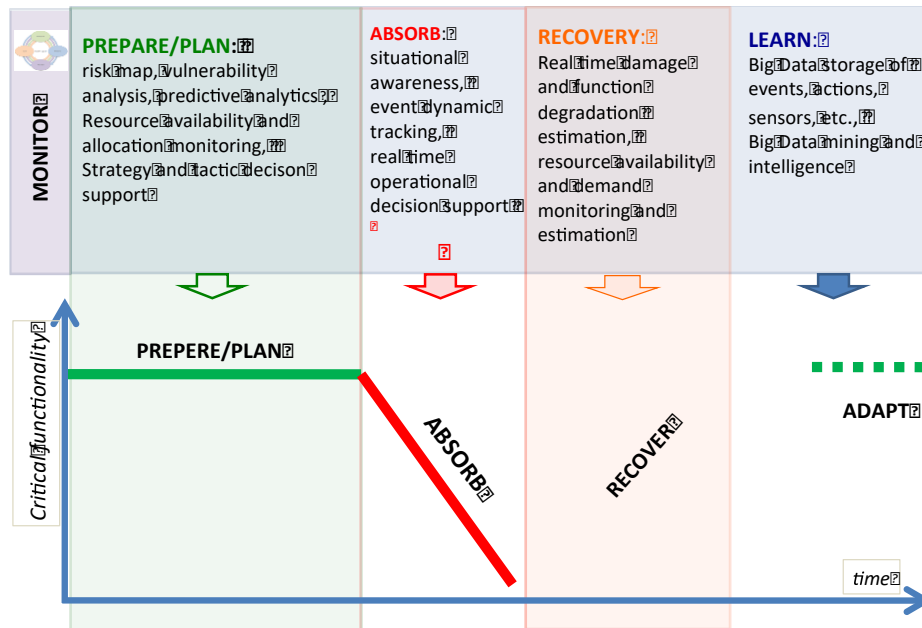 MONITOR
PREPARE/PLAN:
risk map, vulnerability
analysis, predictive analytics,
Resource availability and
allocation monitoring,
Strategy and tactic decison
support
ABSORB:
situational
awareness,
event dynamic
tracking,
real time
operational
decision support
RECOVERY:
Real time damage
and function
degradation
estimation,
resource availability
and demand
monitoring and
estimation
LEARN:
Big Data storage of
events, actions,
sensors, etc.,
Big Data mining and
intelligence
Critical functionality
PREPERE/PLAN
ABSORB
RECOVER
ADAPT
time